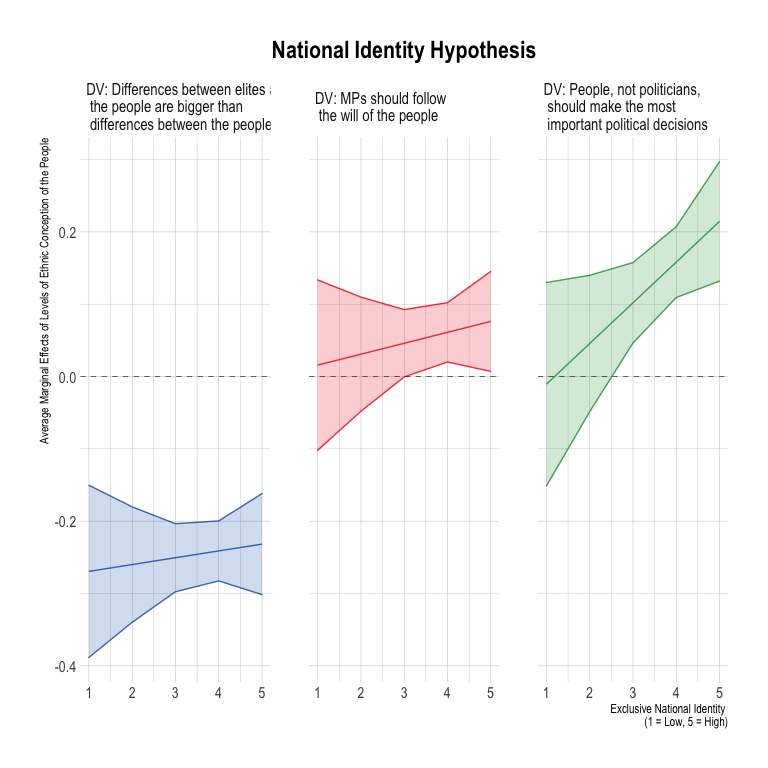 National Identity Hypothesis
DV: Differences between elites
the people are bigger than
differences between the people
DV: MPs should follow
the will of the people
DV: People, not politicians,
should make the most
important political decisions
Average Marginal Effects of Levels of Ethnic Conception of the People
0.2
0.0
-0.2
-0.4
1 2 3 4 5
1 2 3 4 5
1 2 3 4 5
Exclusive National Identity
(1 = Low, 5 = High)